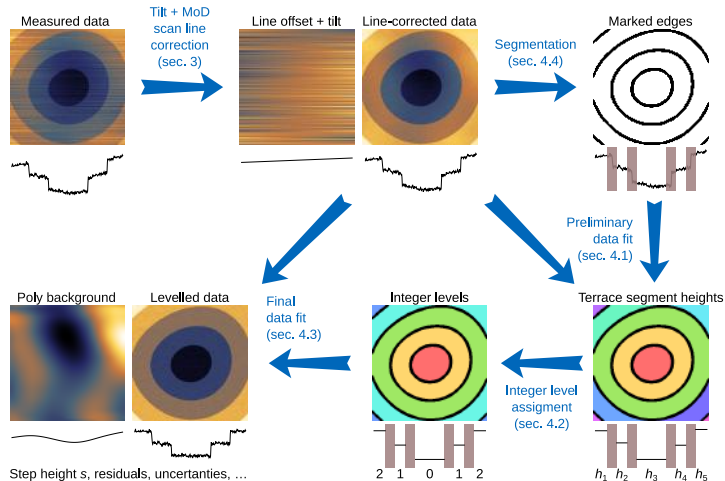 Measured data
Tilt + MoD
scan line
correction
(sec. 3)
Line offset + tilt
Line-corrected data
Segmentation
(sec. 4.4)
Marked edges
Preliminary
data fit
(sec. 4.1)
Poly background
Levelled data
Final
data fit
(sec. 4.3)
Integer levels
Terrace segment heights
Integer level
assigment
(sec. 4.2)
2 1 0 1 2
h1 h2 h3 h4 h5
Step height s, residuals, uncertanties, ...